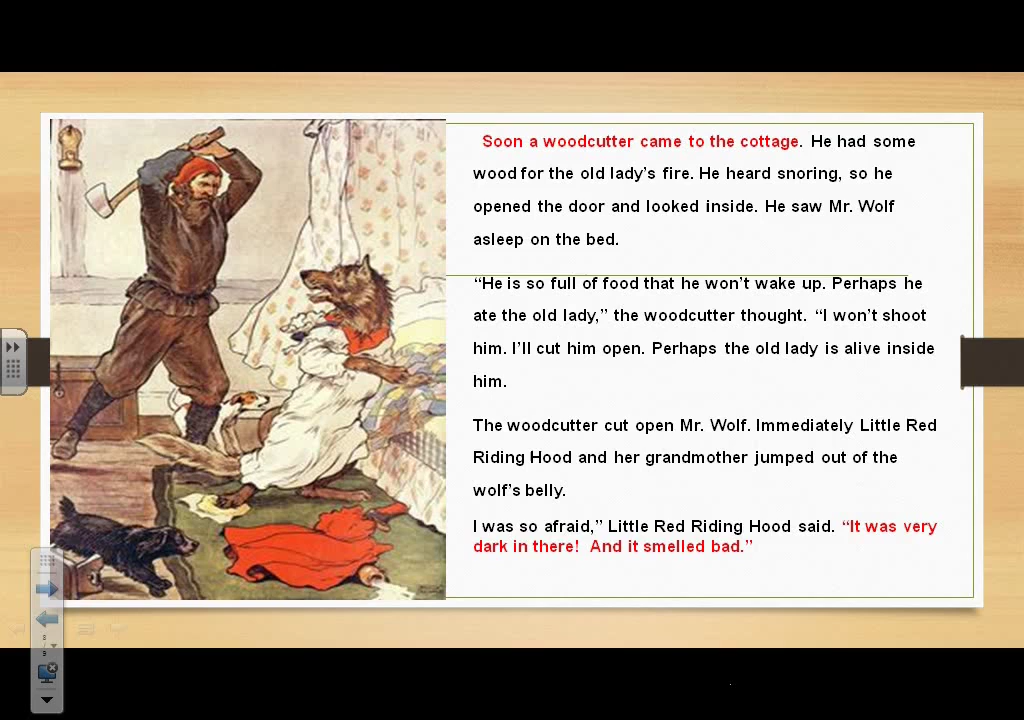 Soon a woodcutter came to the cottage. He had some
wood for the old lady’s fire. He heard snoring, so he
opened the door and looked inside. He saw Mr. Wolf
asleep on the bed.
“He is so full of food that he won’t wake up. Perhaps he
ate the old lady,” the woodcutter thought. “I won’t shoot
him. I’ll cut him open. Perhaps the old lady is alive inside
him.
The woodcutter cut open Mr. Wolf. Immediately Little Red
Riding Hood and her grandmother jumped out of the
wolf’s belly.
I was so afraid,” Little Red Riding Hood said. “It was very
dark in there! And it smelled bad.”
3
/
9